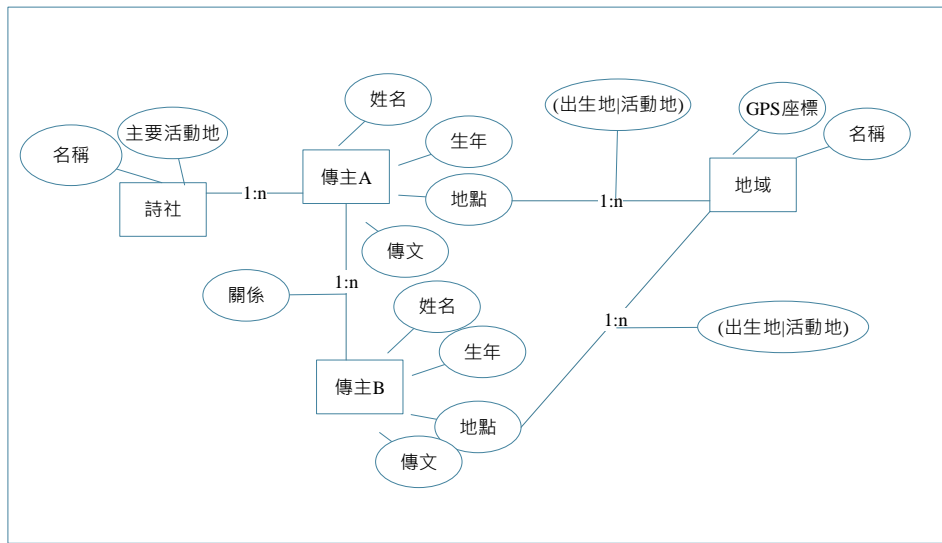 姓名
(出生地|活動地)
GPS座標
主要活動地
名稱
生年
名稱
傳主A
1:n
地點
1:n
地域
詩社
傳文
1:n
關係
姓名
1:n
(出生地|活動地)
生年
傳主B
地點
傳文